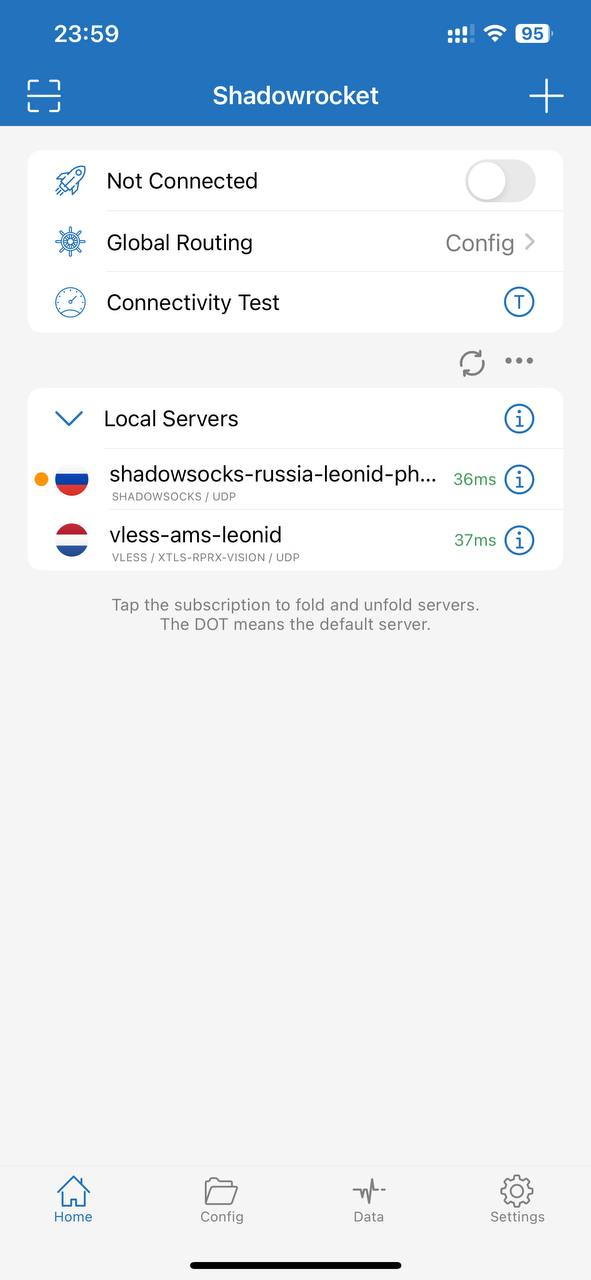 23:59
95
Shadowrocket
Not Connected
Global Routing
Config
Connectivity Test
T
Local Servers
shadowsocks-russia-leonid-ph...
36ms
SHADOWSOCKS / UDP
vless-ams-leonid
37ms
VLESS / XTLS-RPRX-VISION / UDP
Tap the subscription to fold and unfold servers.
The DOT means the default server.
Home
Config
Data
Settings